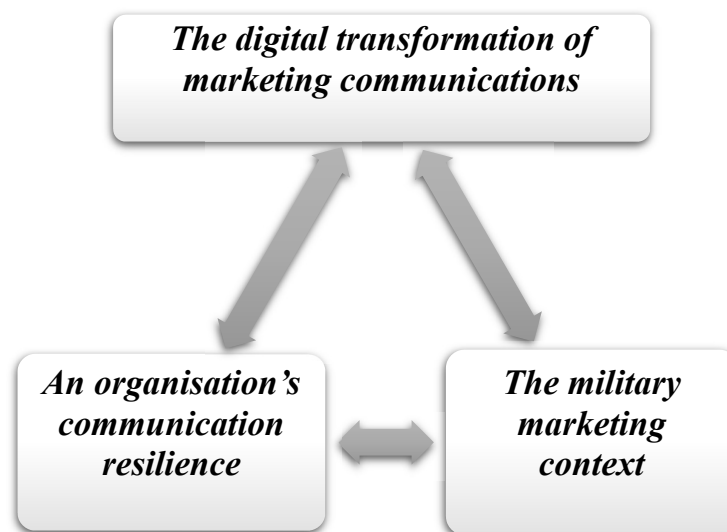 The digital transformation of
marketing communications
An organisation’s
communication
resilience
The military
marketing
context